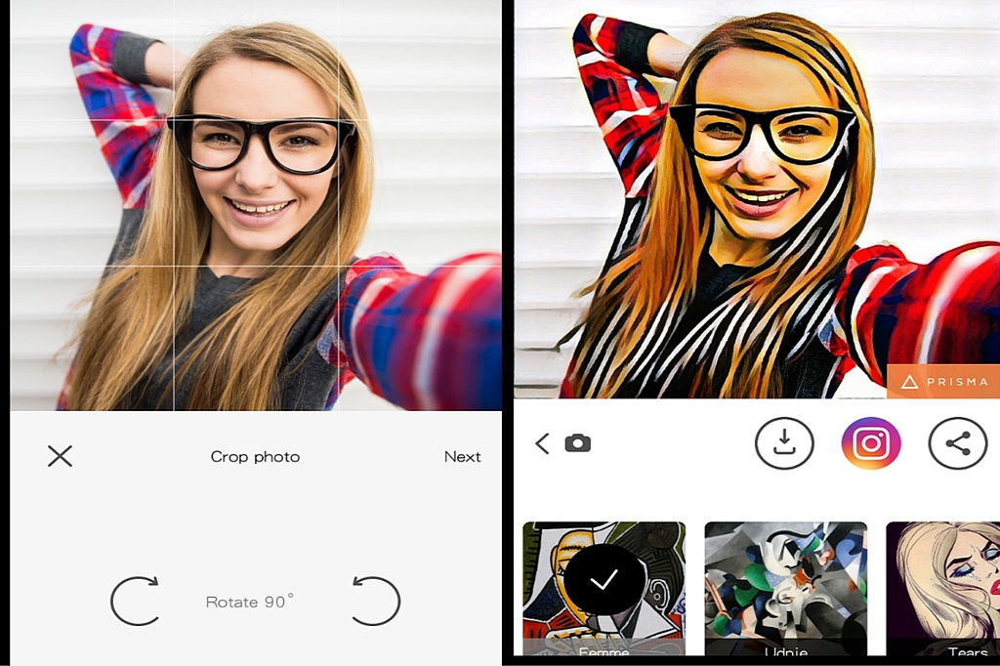 Crop photo
Next
Rotate 90°
PRISMA
Femme
Udnie
Tears